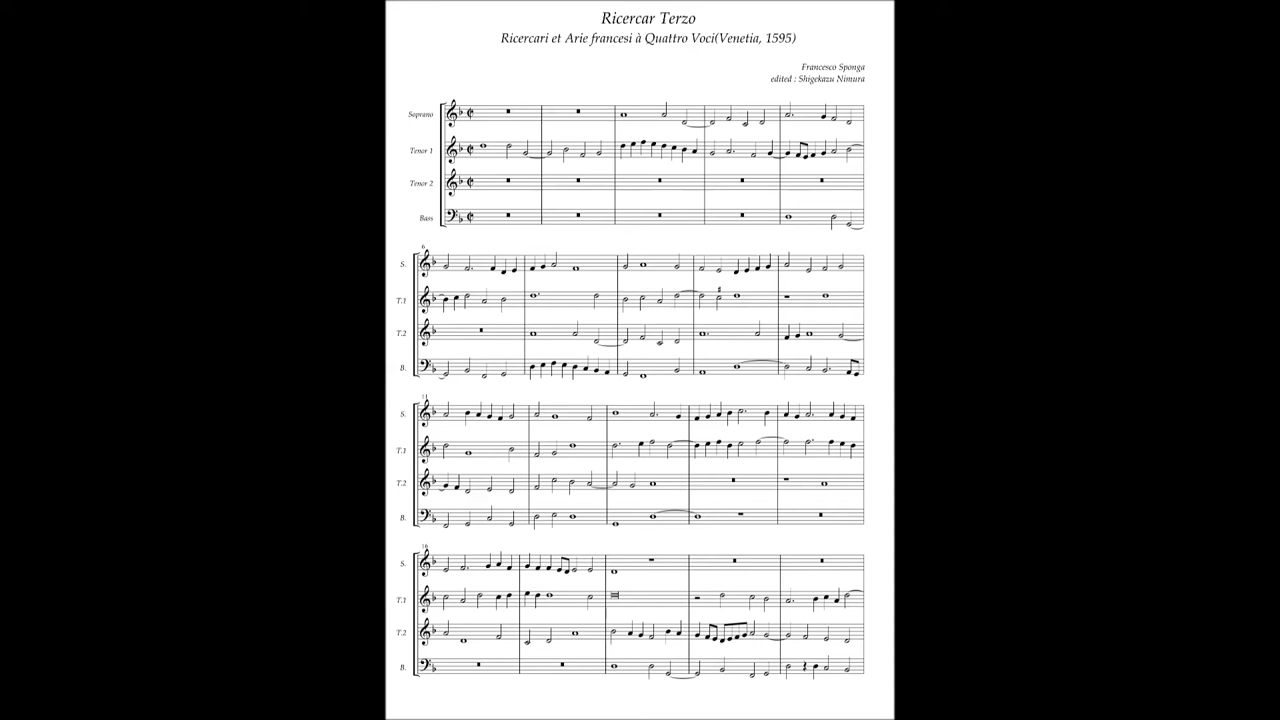 Ricercar Terzo
Ricercari et Arie francesi à Quattro Voci(Venetia, 1595)
Francesco Sponga
edited : Shigekazu Nimura
Soprano
Tenor 1
Tenor 2
Bass
6
S.
T.1
T.2
B.
11
S.
T.1
T.2
B.
16
S.
T.1
T.2
B.